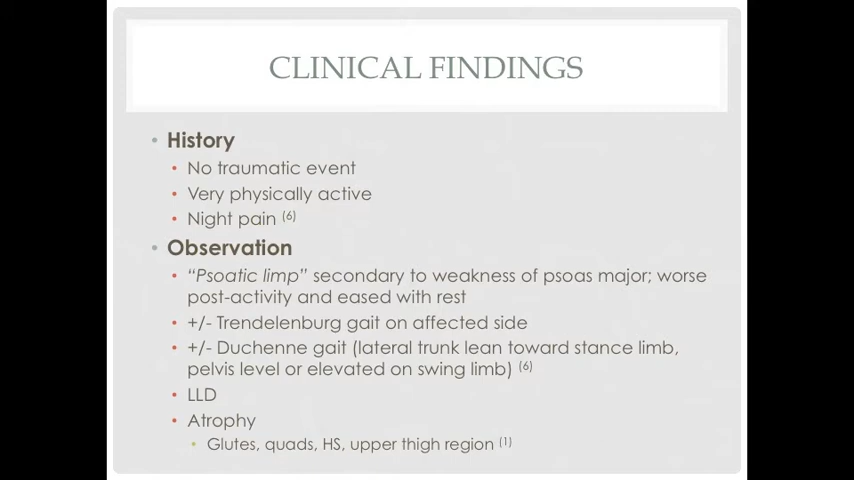 CLINICAL FINDINGS
• History
• No traumatic event
• Very physically active
• Night pain (6)
• Observation
• “Psoatic limp” secondary to weakness of psoas major; worse
post-activity and eased with rest
• +/- Trendelenburg gait on affected side
• +/- Duchenne gait (lateral trunk lean toward stance limb,
pelvis level or elevated on swing limb) (6)
• LLD
• Atrophy
• Glutes, quads, HS, upper thigh region (1)